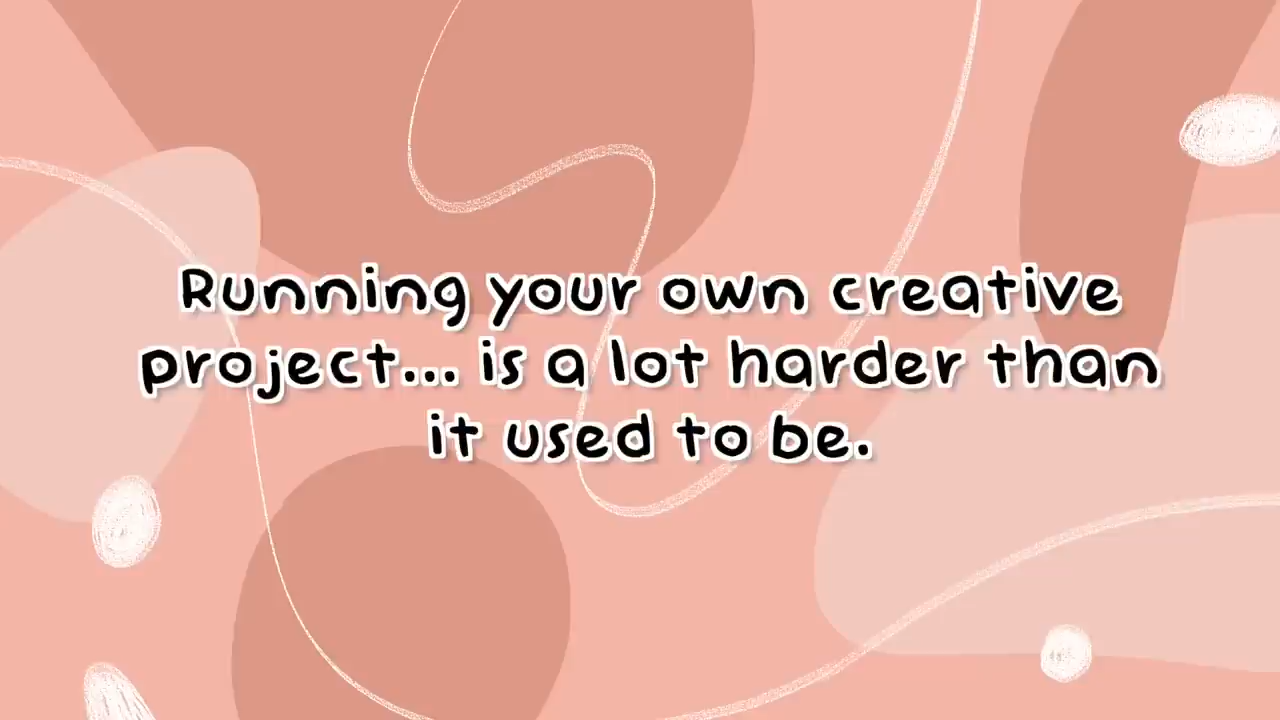 Running your own creative
project... is a lot harder than
it used to be.